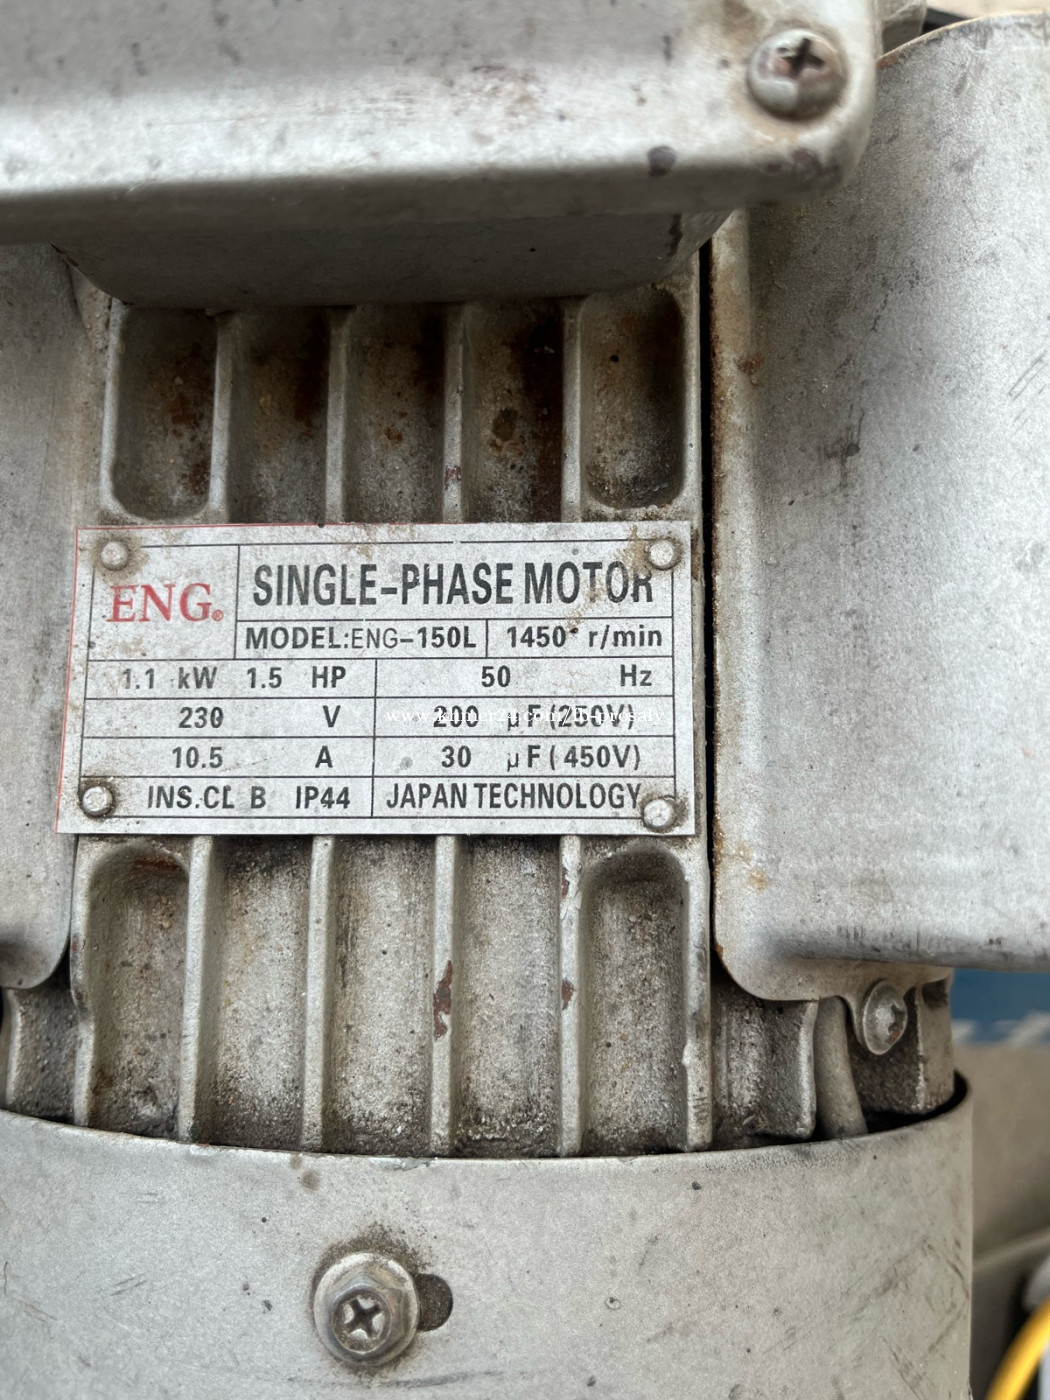 ENG®
SINGLE-PHASE MOTOR
MODEL:ENG-150L 1450 r/min
1.1 kW 1.5 HP 50 Hz
230 V 200 µF(250V)
10.5 A 30 µF(450V)
INS.CL B IP44 JAPAN TECHNOLOGY